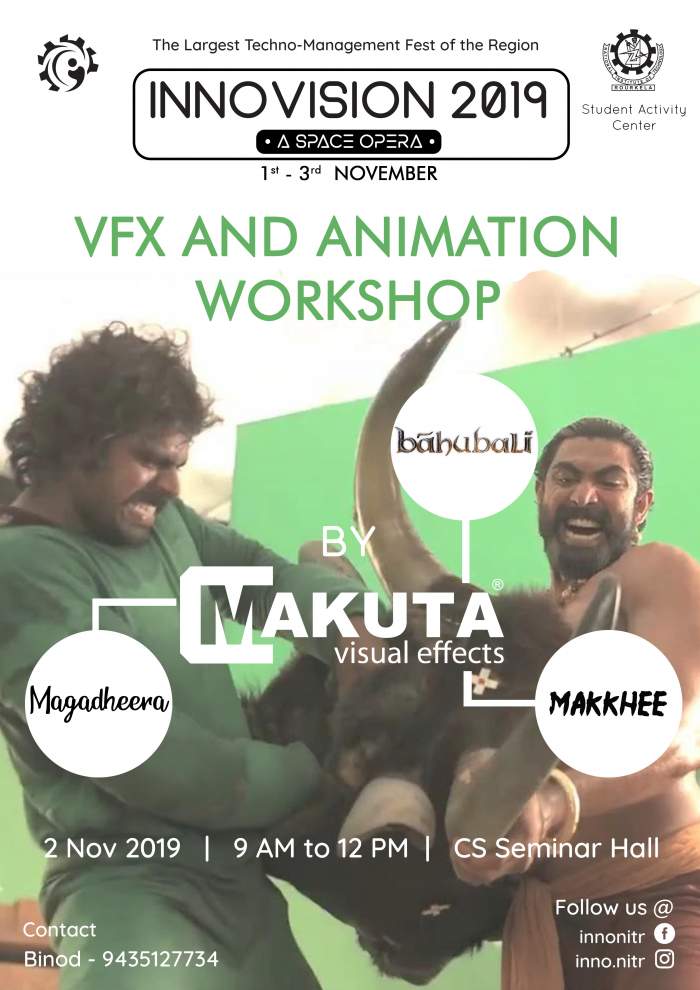 The Largest Techno-Management Fest of the Region
INNOVISION 2019
• A SPACE OPERA •
1st - 3rd NOVEMBER
ROURKELA
Student Activity
Center
VFX AND ANIMATION
WORKSHOP
bāhubali
BY
MAKUTA®
visual effects
Magadheera
MAKKHEE
2 Nov 2019 | 9 AM to 12 PM | CS Seminar Hall
Contact
Binod - 9435127734
Follow us @
innonitr
inno.nitr